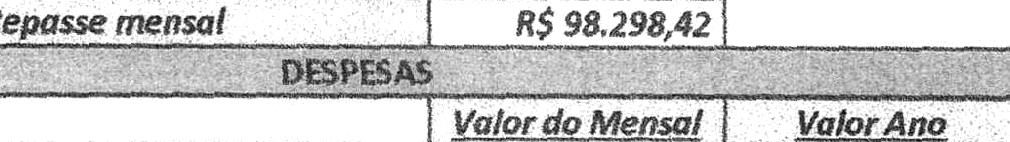 epasse mensal R$ 98.298,42
DESPESAS
Valor do Mensal Valor Ano